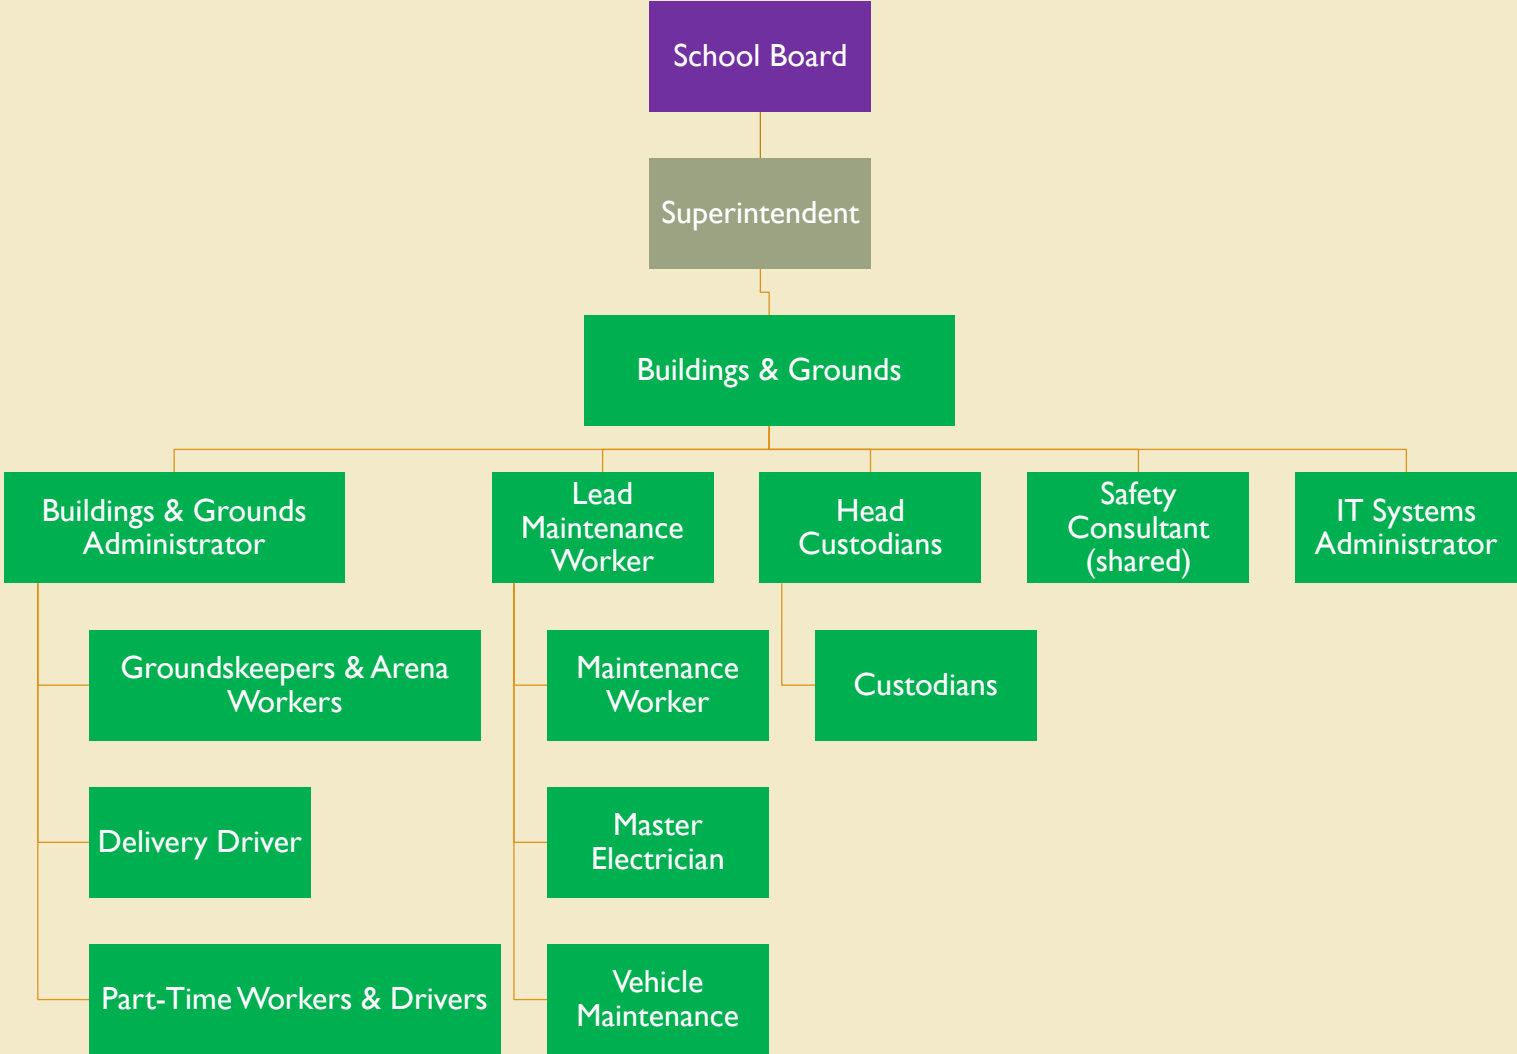 School Board
Superintendent
Buildings & Grounds
Buildings & Grounds
Administrator
Lead
Maintenance
Worker
Head
Custodians
Safety
Consultant
(shared)
IT Systems
Administrator
Groundskeepers & Arena
Workers
Maintenance
Worker
Custodians
Delivery Driver
Master
Electrician
Part-Time Workers & Drivers
Vehicle
Maintenance